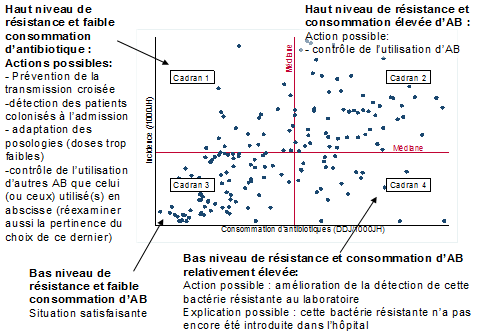 Haut niveau de
résistance et faible
consommation
d'antibiotique :
Actions possibles:
- Prévention de la
transmission croisée
-détection des patients
colonisés à l'admission
- adaptation des
posologies (doses trop
faibles)
-contrôle de l'utilisation
d'autres AB que celui
(ou ceux) utilisé(s) en
abscisse (réexaminer
aussi la pertinence du
choix de ce dernier)
Haut niveau de résistance et
consommation élevée d'AB :
Action possible:
- contrôle de l'utilisation d'AB
Médiane
Cadran 1
Cadran 2
Incidence (/1000JH)
Médiane
Cadran 3
Cadran 4
Consommation d'antibiotiques (DDJ/1000JH)
Bas niveau de
résistance et faible
consommation d'AB
Situation satisfaisante
Bas niveau de résistance et consommation d'AB
relativement élevée:
Action possible : amélioration de la détection de cette
bactérie résistante au laboratoire
Explication possible : cette bactérie résistante n'a pas
encore été introduite dans l'hôpital